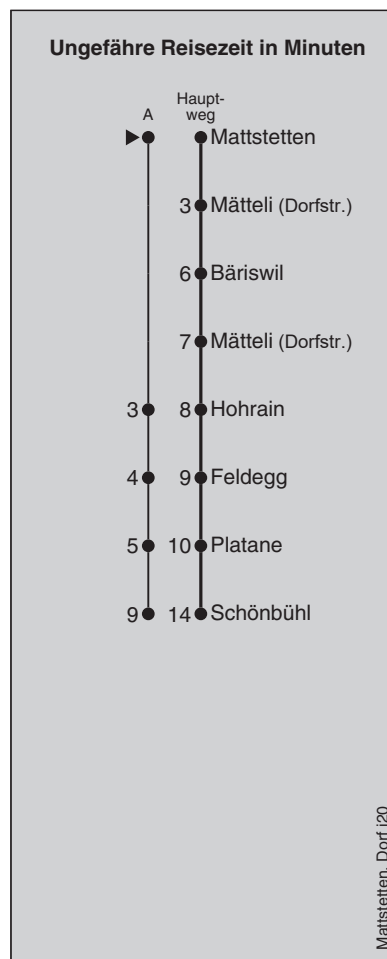 Ungefähre Reisezeit in Minuten
A Haupt-
weg
Mattstetten
3 Mätteli (Dorfstr.)
6 Bäriswil
7 Mätteli (Dorfstr.)
3 8 Hohrain
4 9 Feldegg
5 10 Platane
9 14 Schönbühl
Mattstetten, Dorf j20